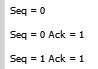 Seq = 0
Seq = 0 Ack = 1
Seq = 1 Ack = 1